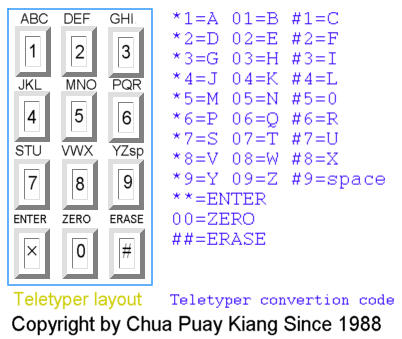 ABC DEF GHI
1 2 3
JKL MNO PQR
4 5 6
STU VWX YZsp
7 8 9
ENTER ZERO ERASE
× 0 #
Teletyper layout
*1=A 01=B #1=C
*2=D 02=E #2=F
*3=G 03=H #3=I
*4=J 04=K #4=L
*5=M 05=N #5=0
*6=P 06=Q #6=R
*7=S 07=T #7=U
*8=V 08=W #8=X
*9=Y 09=Z #9=space
**=ENTER
00=ZERO
##=ERASE
Teletyper convertion code
Copyright by Chua Puay Kiang Since 1988